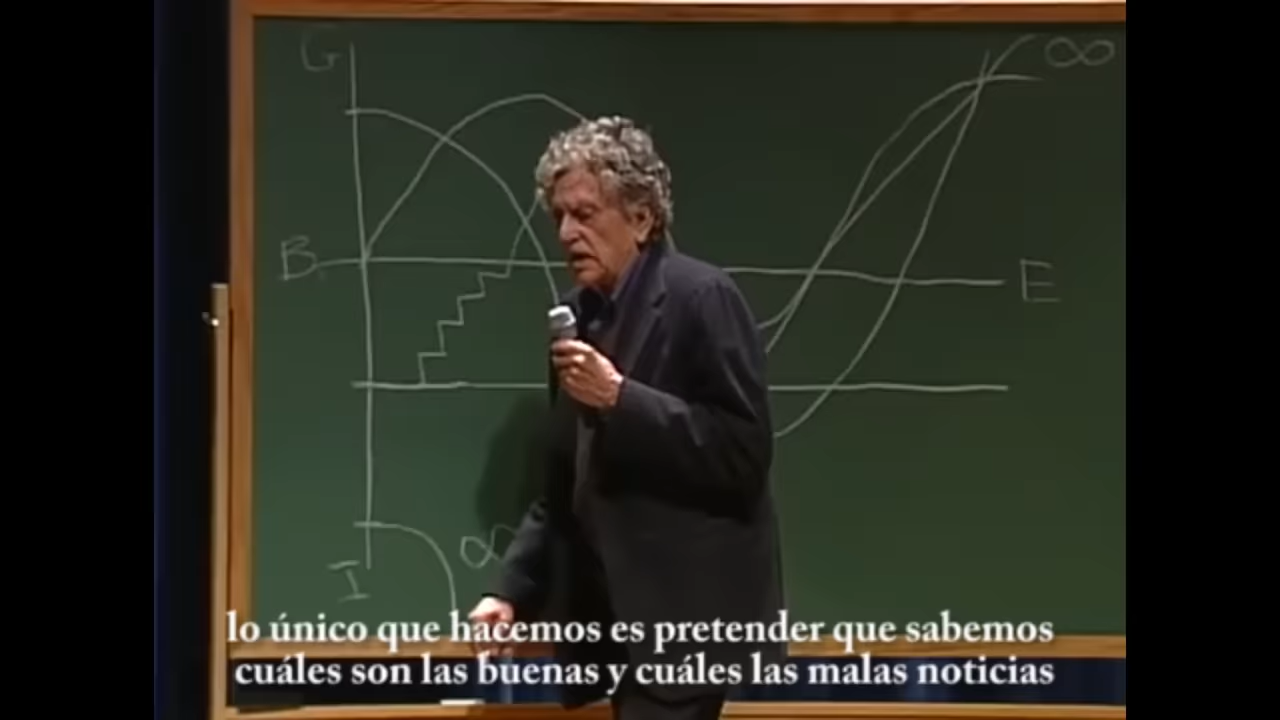 G
∞
B
E
I
∞
lo único que hacemos es pretender que sabemos
cuáles son las buenas y cuáles las malas noticias